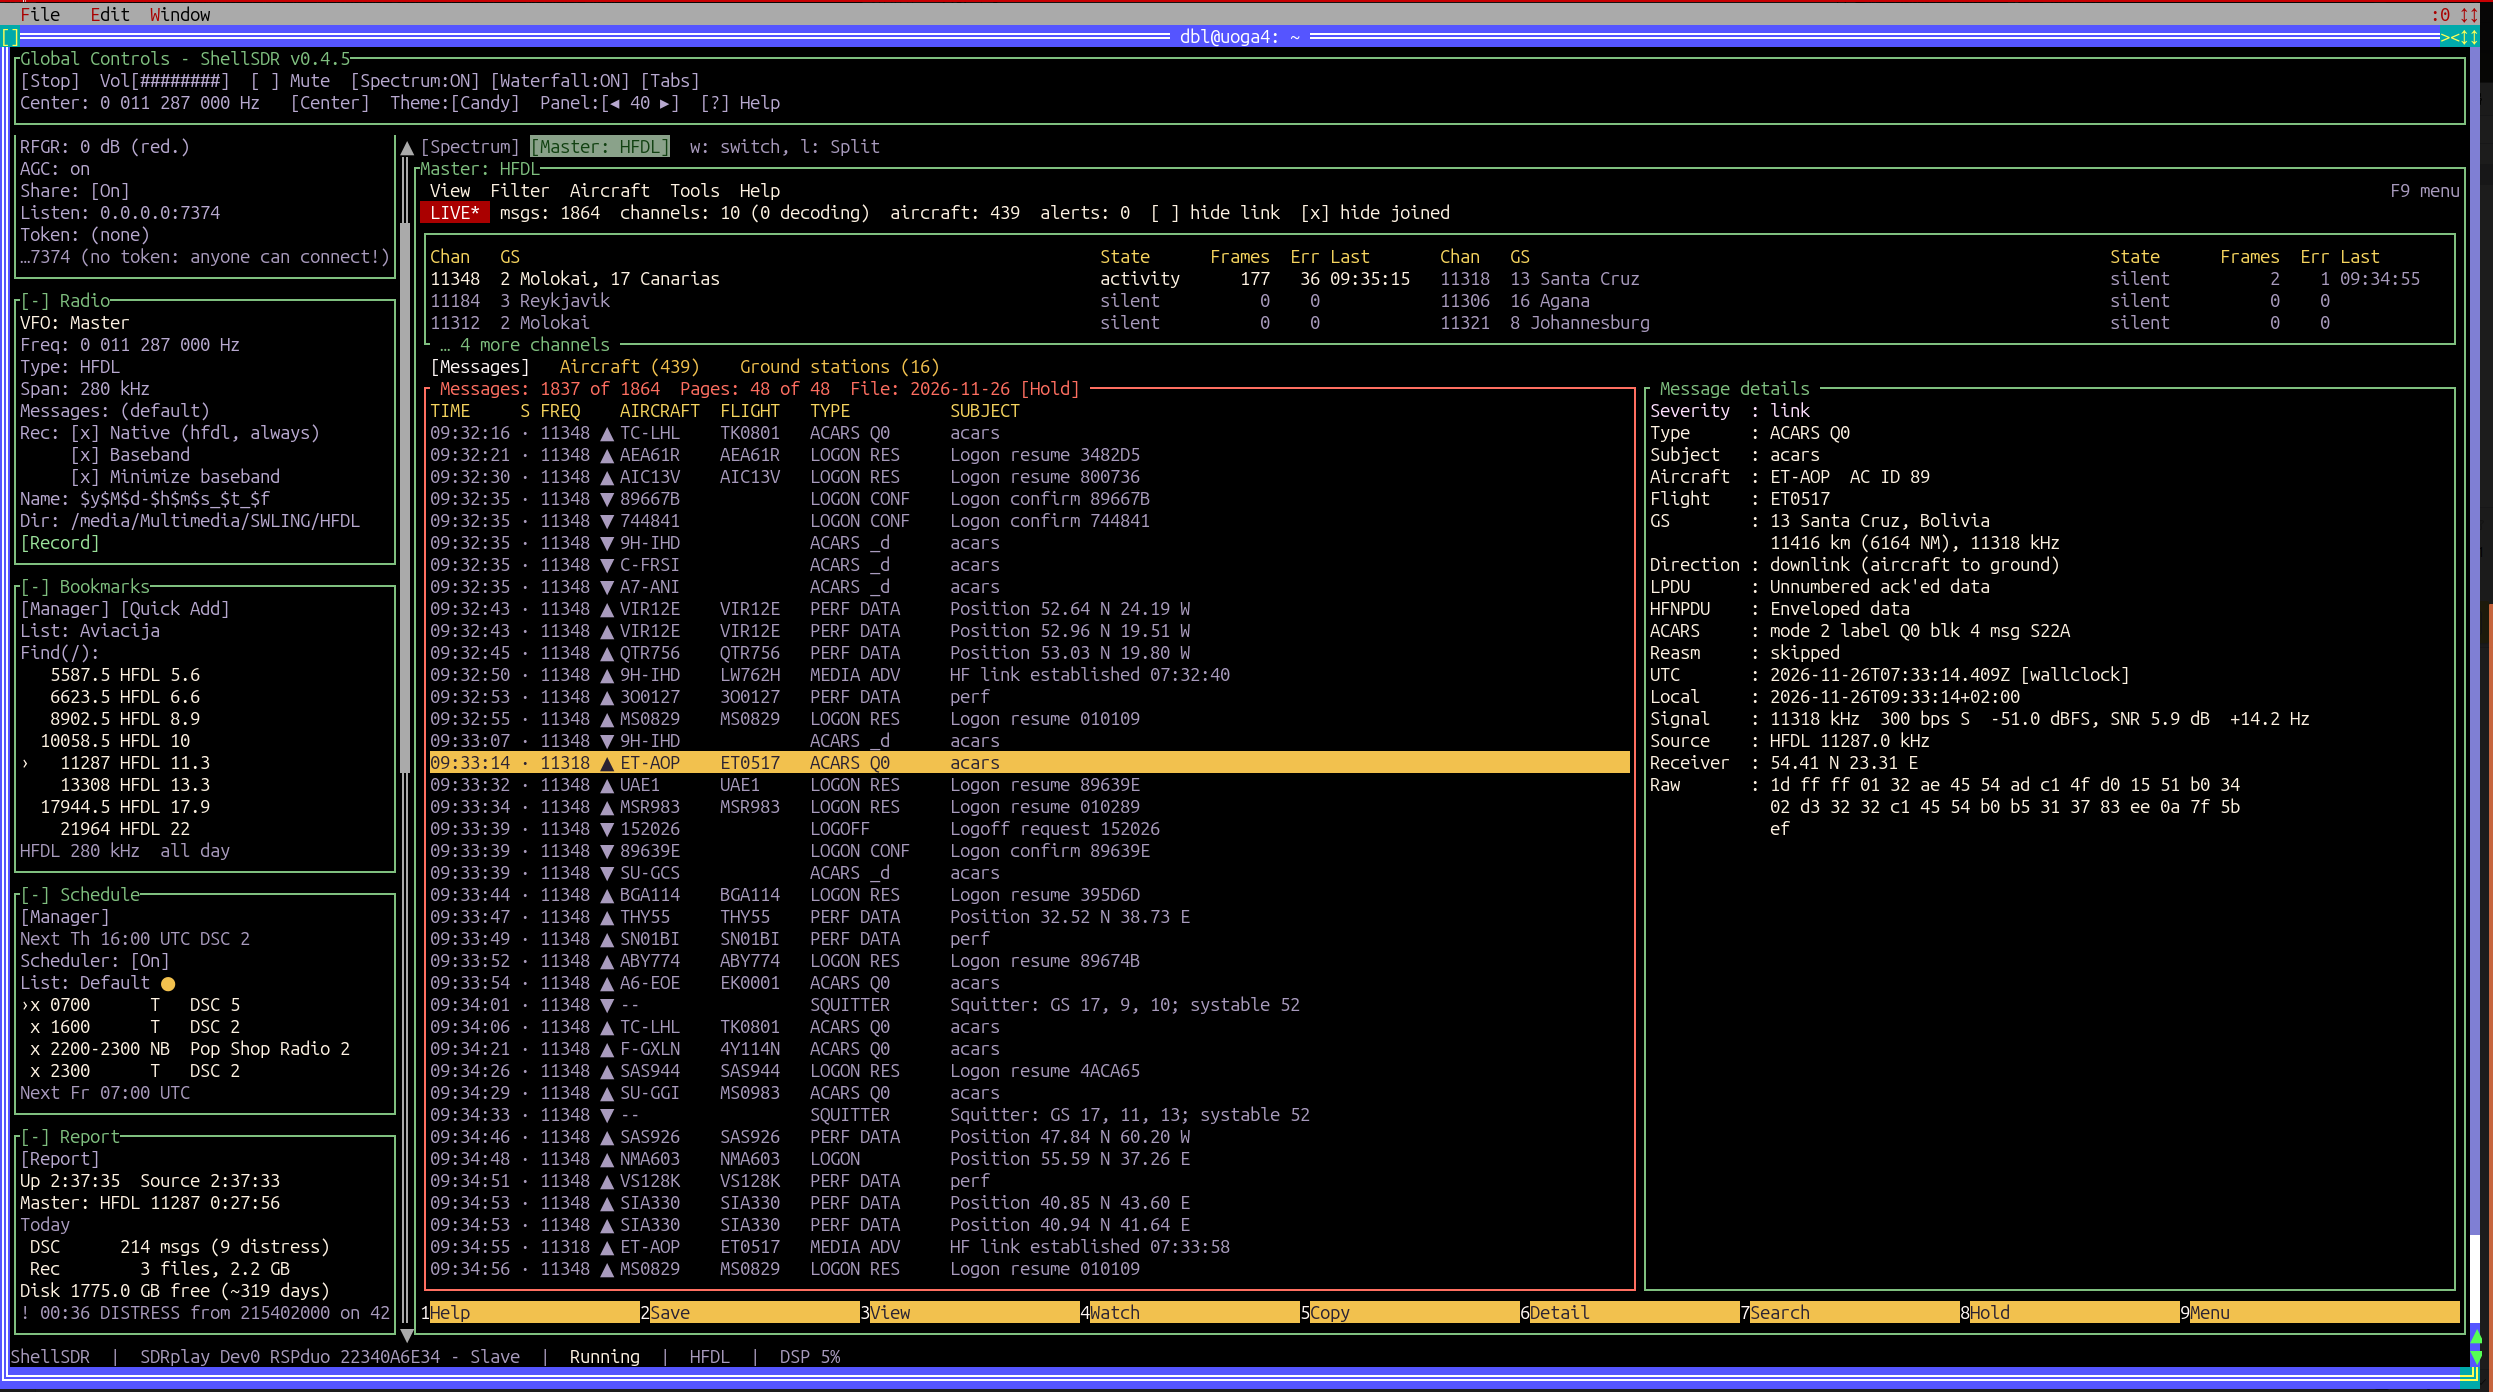 File   Edit  Window :0 ↕↕
[] dbl@uoga4: ~ ><↕↕
Global Controls - ShellSDR v0.4.5
[Stop]  Vol[########]  [ ] Mute  [Spectrum:ON] [Waterfall:ON] [Tabs]
Center: 0 011 287 000 Hz   [Center]  Theme:[Candy]  Panel:[◄ 40 ►]  [?] Help
RFGR: 0 dB (red.)
AGC: on
Share: [On]
Listen: 0.0.0.0:7374
Token: (none)
…7374 (no token: anyone can connect!)
[-] Radio
VFO: Master
Freq: 0 011 287 000 Hz
Type: HFDL
Span: 280 kHz
Messages: (default)
Rec: [x] Native (hfdl, always)
[x] Baseband
[x] Minimize baseband
Name: $y$M$d-$h$m$s_$t_$f
Dir: /media/Multimedia/SWLING/HFDL
[Record]
[-] Bookmarks
[Manager] [Quick Add]
List: Aviacija
Find(/):
5587.5 HFDL 5.6
6623.5 HFDL 6.6
8902.5 HFDL 8.9
10058.5 HFDL 10
› 11287 HFDL 11.3
13308 HFDL 13.3
17944.5 HFDL 17.9
21964 HFDL 22
HFDL 280 kHz  all day
[-] Schedule
[Manager]
Next Th 16:00 UTC DSC 2
Scheduler: [On]
List: Default ●
›x 0700      T   DSC 5
x 1600      T   DSC 2
x 2200-2300 NB  Pop Shop Radio 2
x 2300      T   DSC 2
Next Fr 07:00 UTC
[-] Report
[Report]
Up 2:37:35  Source 2:37:33
Master: HFDL 11287 0:27:56
Today
DSC      214 msgs (9 distress)
Rec        3 files, 2.2 GB
Disk 1775.0 GB free (~319 days)
! 00:36 DISTRESS from 215402000 on 42
[Spectrum] [Master: HFDL]  w: switch, l: Split
Master: HFDL
View  Filter  Aircraft  Tools  Help F9 menu
LIVE*  msgs: 1864  channels: 10 (0 decoding)  aircraft: 439  alerts: 0  [ ] hide link  [x] hide joined
Chan   GS   State   Frames  Err Last   Chan   GS   State   Frames  Err Last
11348  2 Molokai, 17 Canarias   activity   177   36 09:35:15   11318  13 Santa Cruz   silent   2   1 09:34:55
11184  3 Reykjavik   silent   0   0   11306  16 Agana   silent   0   0
11312  2 Molokai   silent   0   0   11321  8 Johannesburg   silent   0   0
… 4 more channels
[Messages]   Aircraft (439)    Ground stations (16)
Messages: 1837 of 1864  Pages: 48 of 48  File: 2026-11-26 [Hold]
TIME     S FREQ   AIRCRAFT  FLIGHT   TYPE          SUBJECT
09:32:16 · 11348 ▲ TC-LHL    TK0801   ACARS Q0      acars
09:32:21 · 11348 ▲ AEA61R    AEA61R   LOGON RES     Logon resume 3482D5
09:32:30 · 11348 ▲ AIC13V    AIC13V   LOGON RES     Logon resume 800736
09:32:35 · 11348 ▼ 89667B             LOGON CONF    Logon confirm 89667B
09:32:35 · 11348 ▼ 744841             LOGON CONF    Logon confirm 744841
09:32:35 · 11348 ▼ 9H-IHD             ACARS _d      acars
09:32:35 · 11348 ▼ C-FRSI             ACARS _d      acars
09:32:35 · 11348 ▼ A7-ANI             ACARS _d      acars
09:32:43 · 11348 ▲ VIR12E    VIR12E   PERF DATA     Position 52.64 N 24.19 W
09:32:43 · 11348 ▲ VIR12E    VIR12E   PERF DATA     Position 52.96 N 19.51 W
09:32:45 · 11348 ▲ QTR756    QTR756   PERF DATA     Position 53.03 N 19.80 W
09:32:50 · 11348 ▲ 9H-IHD    LW762H   MEDIA ADV     HF link established 07:32:40
09:32:53 · 11348 ▲ 3O0127    3O0127   PERF DATA     perf
09:32:55 · 11348 ▲ MS0829    MS0829   LOGON RES     Logon resume 010109
09:33:07 · 11348 ▼ 9H-IHD             ACARS _d      acars
09:33:14 · 11318 ▲ ET-AOP    ET0517   ACARS Q0      acars
09:33:32 · 11348 ▲ UAE1      UAE1     LOGON RES     Logon resume 89639E
09:33:34 · 11348 ▲ MSR983    MSR983   LOGON RES     Logon resume 010289
09:33:39 · 11348 ▼ 152026             LOGOFF        Logoff request 152026
09:33:39 · 11348 ▼ 89639E             LOGON CONF    Logon confirm 89639E
09:33:39 · 11348 ▼ SU-GCS             ACARS _d      acars
09:33:44 · 11348 ▲ BGA114    BGA114   LOGON RES     Logon resume 395D6D
09:33:47 · 11348 ▲ THY55     THY55    PERF DATA     Position 32.52 N 38.73 E
09:33:49 · 11348 ▲ SN01BI    SN01BI   PERF DATA     perf
09:33:52 · 11348 ▲ ABY774    ABY774   LOGON RES     Logon resume 89674B
09:33:54 · 11348 ▲ A6-EOE    EK0001   ACARS Q0      acars
09:34:01 · 11348 ▼ --                 SQUITTER      Squitter: GS 17, 9, 10; systable 52
09:34:06 · 11348 ▲ TC-LHL    TK0801   ACARS Q0      acars
09:34:21 · 11348 ▲ F-GXLN    4Y114N   ACARS Q0      acars
09:34:26 · 11348 ▲ SAS944    SAS944   LOGON RES     Logon resume 4ACA65
09:34:29 · 11348 ▲ SU-GGI    MS0983   ACARS Q0      acars
09:34:33 · 11348 ▼ --                 SQUITTER      Squitter: GS 17, 11, 13; systable 52
09:34:46 · 11348 ▲ SAS926    SAS926   PERF DATA     Position 47.84 N 60.20 W
09:34:48 · 11348 ▲ NMA603    NMA603   LOGON         Position 55.59 N 37.26 E
09:34:51 · 11348 ▲ VS128K    VS128K   PERF DATA     perf
09:34:53 · 11348 ▲ SIA330    SIA330   PERF DATA     Position 40.85 N 43.60 E
09:34:53 · 11348 ▲ SIA330    SIA330   PERF DATA     Position 40.94 N 41.64 E
09:34:55 · 11318 ▲ ET-AOP    ET0517   MEDIA ADV     HF link established 07:33:58
09:34:56 · 11348 ▲ MS0829    MS0829   LOGON RES     Logon resume 010109
Message details
Severity  : link
Type      : ACARS Q0
Subject   : acars
Aircraft  : ET-AOP  AC ID 89
Flight    : ET0517
GS        : 13 Santa Cruz, Bolivia
11416 km (6164 NM), 11318 kHz
Direction : downlink (aircraft to ground)
LPDU      : Unnumbered ack'ed data
HFNPDU    : Enveloped data
ACARS     : mode 2 label Q0 blk 4 msg S22A
Reasm     : skipped
UTC       : 2026-11-26T07:33:14.409Z [wallclock]
Local     : 2026-11-26T09:33:14+02:00
Signal    : 11318 kHz  300 bps S  -51.0 dBFS, SNR 5.9 dB  +14.2 Hz
Source    : HFDL 11287.0 kHz
Receiver  : 54.41 N 23.31 E
Raw       : 1d ff ff 01 32 ae 45 54 ad c1 4f d0 15 51 b0 34
02 d3 32 32 c1 45 54 b0 b5 31 37 83 ee 0a 7f 5b
ef
1Help 2Save 3View 4Watch 5Copy 6Detail 7Search 8Hold 9Menu
ShellSDR  |  SDRplay Dev0 RSPduo 22340A6E34 - Slave  |  Running  |  HFDL  |  DSP 5%